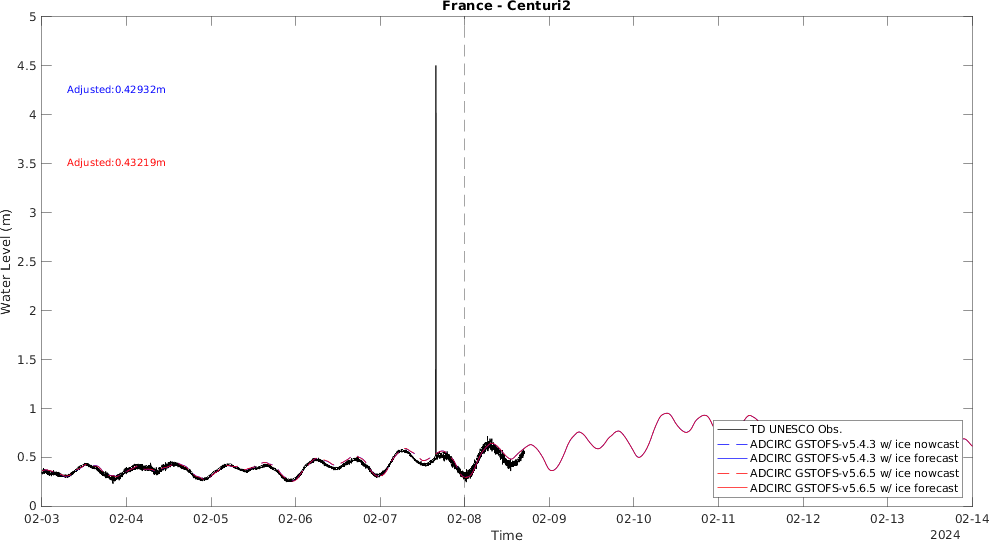 France - Centuri2
5
4.5
4
3.5
3
2.5
2
1.5
1
0.5
0
Water Level (m)
Adjusted:0.42932m
Adjusted:0.43219m
TD UNESCO Obs.
ADCIRC GSTOFS-v5.4.3 w/ ice nowcast
ADCIRC GSTOFS-v5.4.3 w/ ice forecast
ADCIRC GSTOFS-v5.6.5 w/ ice nowcast
ADCIRC GSTOFS-v5.6.5 w/ ice forecast
02-03 02-04 02-05 02-06 02-07 02-08 02-09 02-10 02-11 02-12 02-13 02-14
Time
2024